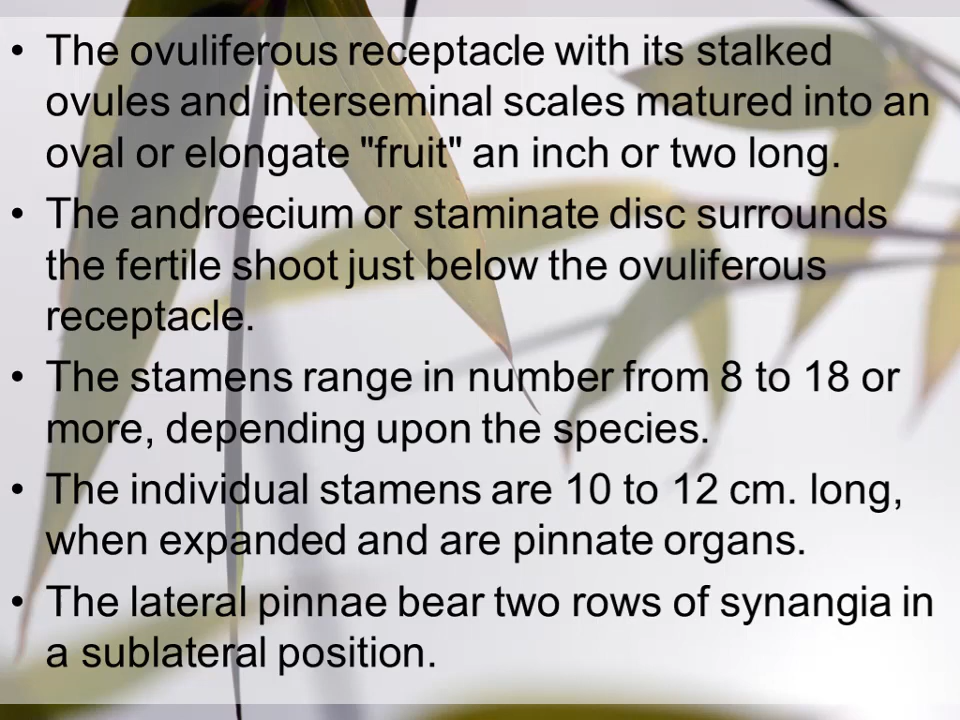 • The ovuliferous receptacle with its stalked
ovules and interseminal scales matured into an
oval or elongate "fruit" an inch or two long.
• The androecium or staminate disc surrounds
the fertile shoot just below the ovuliferous
receptacle.
• The stamens range in number from 8 to 18 or
more, depending upon the species.
• The individual stamens are 10 to 12 cm. long,
when expanded and are pinnate organs.
• The lateral pinnae bear two rows of synangia in
a sublateral position.